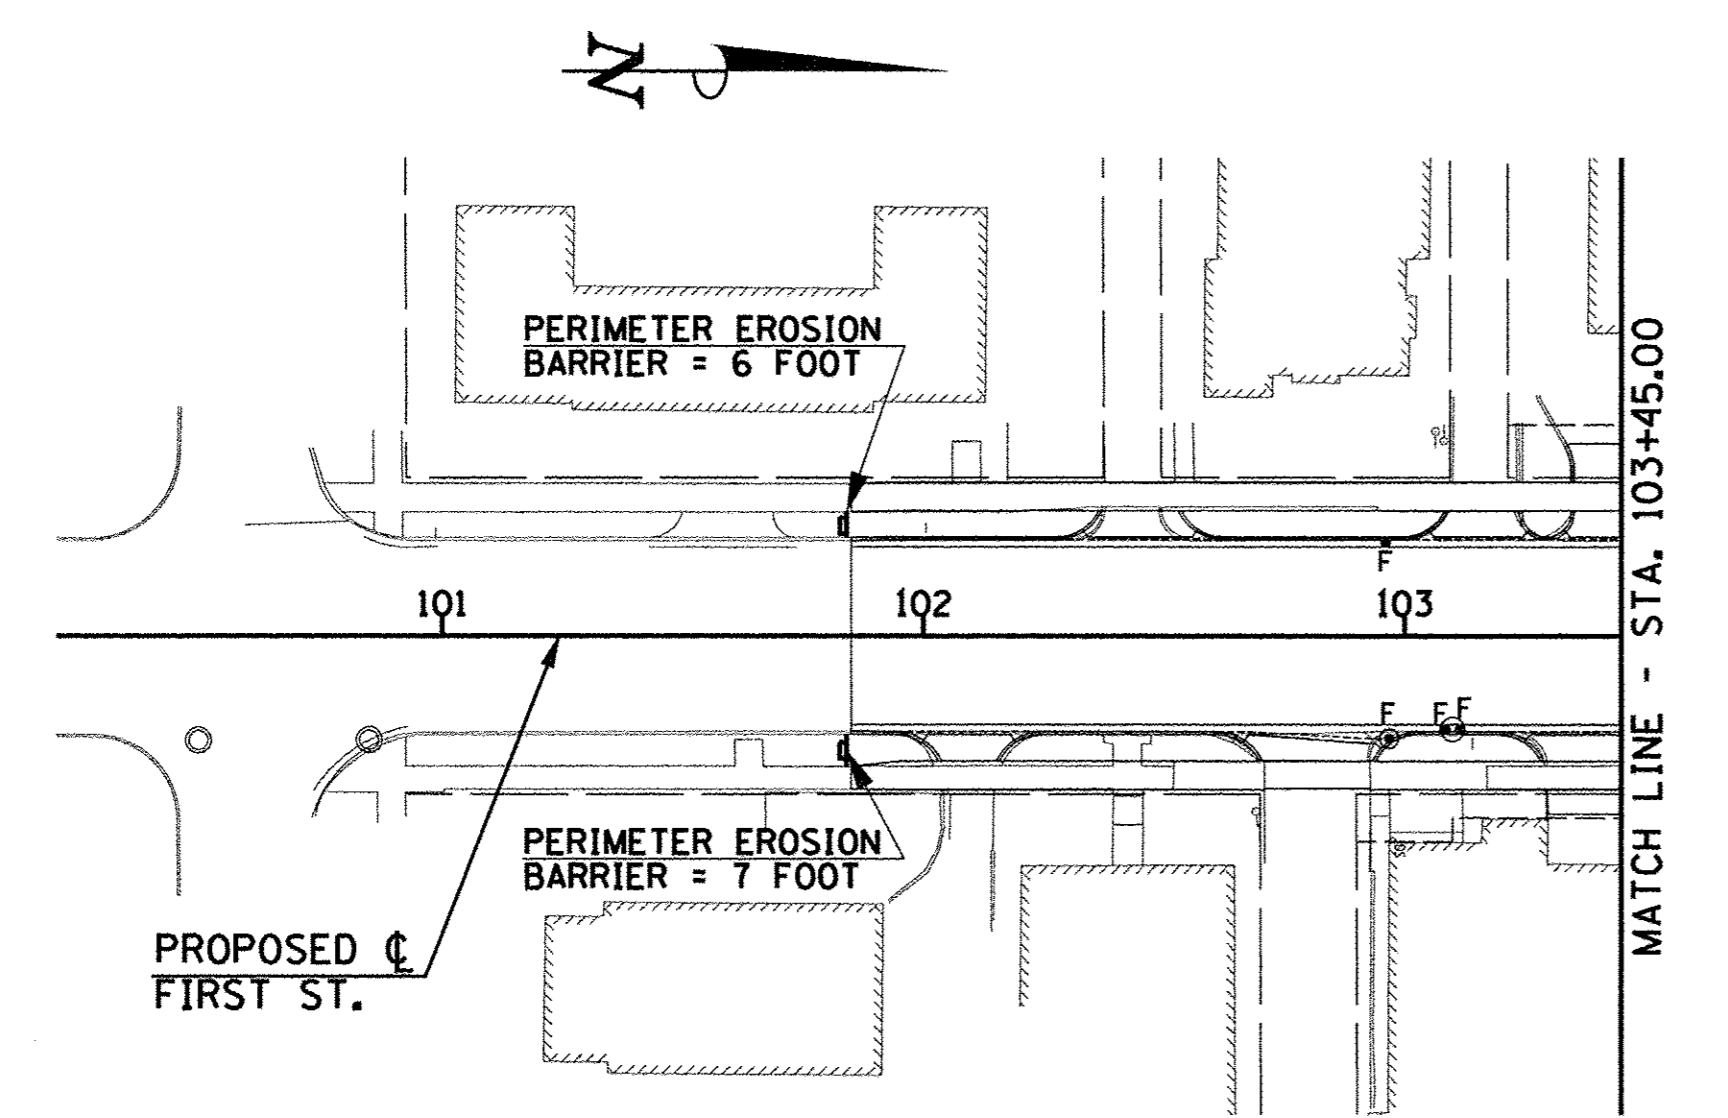 N
PERIMETER EROSION
BARRIER = 6 FOOT
F
101
102
103
F
F
F
PERIMETER EROSION
BARRIER = 7 FOOT
PROPOSED ℄
FIRST ST.
MATCH LINE - STA. 103+45.00